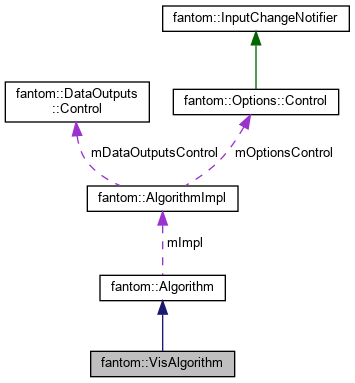 fantom::InputChangeNotifier
fantom::DataOutputs
::Control
fantom::Options::Control
mDataOutputsControl
mOptionsControl
fantom::AlgorithmImpl
mImpl
fantom::Algorithm
fantom::VisAlgorithm